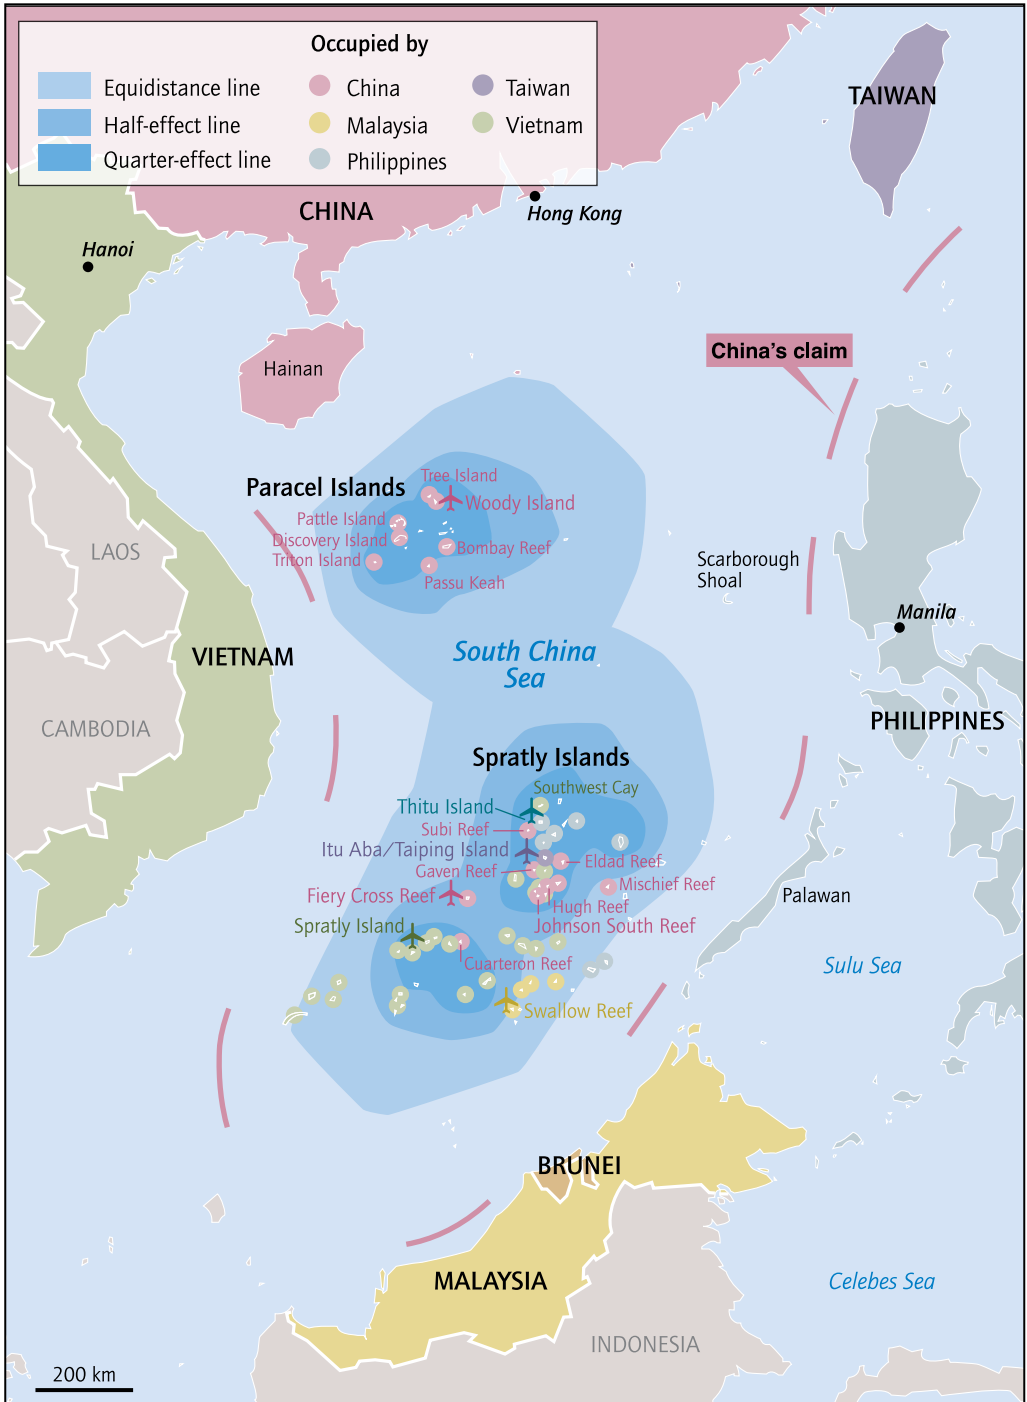 Occupied by
Equidistance line
Half-effect line
Quarter-effect line
China
Malaysia
Philippines
Taiwan
Vietnam
TAIWAN
CHINA
Hong Kong
Hanoi
Hainan
China's claim
Paracel Islands
Tree Island
Woody Island
Pattle Island
Discovery Island
Triton Island
Bombay Reef
Passu Keah
LAOS
Scarborough
Shoal
Manila
VIETNAM
South China
Sea
CAMBODIA
PHILIPPINES
Spratly Islands
Southwest Cay
Thitu Island
Subi Reef
Itu Aba/Taiping Island
Eldad Reef
Gaven Reef
Mischief Reef
Fiery Cross Reef
Hugh Reef
Johnson South Reef
Spratly Island
Cuarteron Reef
Swallow Reef
Palawan
Sulu Sea
BRUNEI
MALAYSIA
Celebes Sea
INDONESIA
200 km